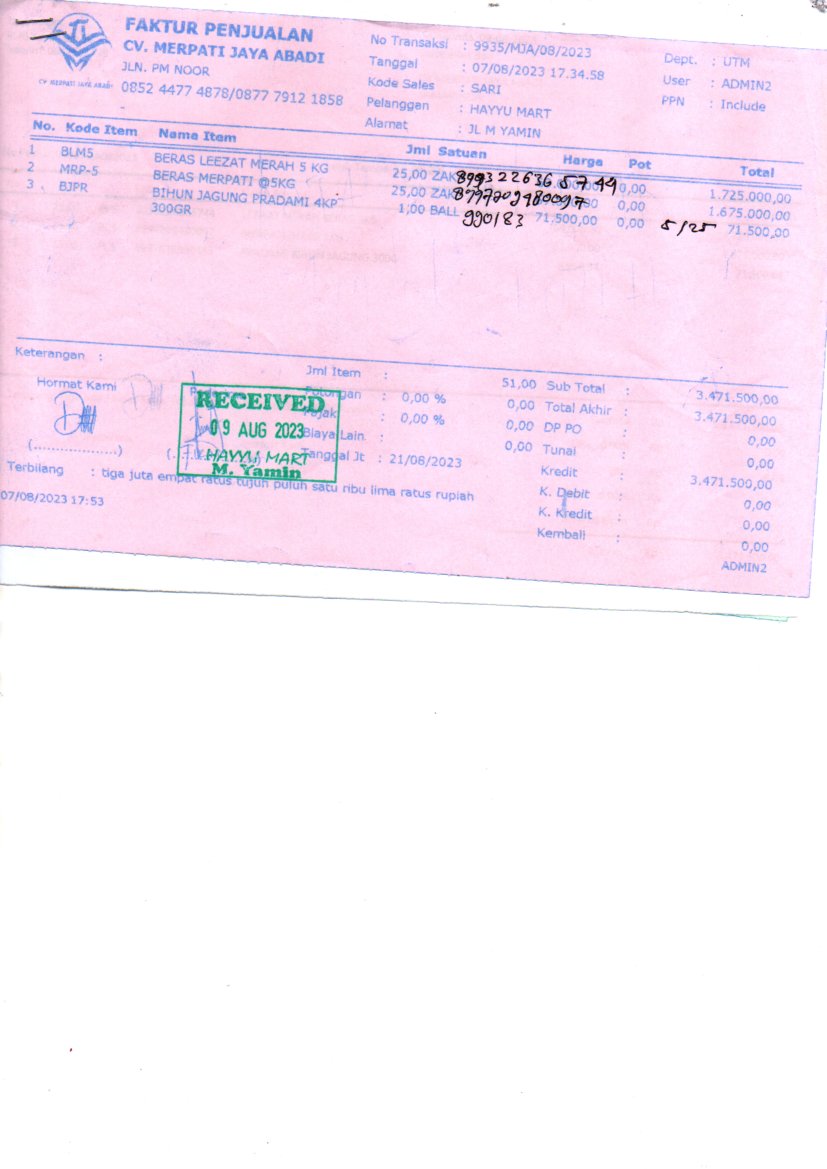 FAKTUR PENJUALAN
CV. MERPATI JAYA ABADI
JLN. PM NOOR
0852 4477 4878/0877 7912 1858
-
CV MERPATI JAYA ABADI
No Transaksi : 9935/MJA/08/2023
Tanggal : 07/08/2023 17.34.58
Kode Sales : SARI
Pelanggan : HAYYU MART
Alamat : JL M YAMIN
Dept. : UTM
User : ADMIN2
PPN : Include
No. Kode Item Nama Item Jml Satuan Harga Pot Total
1 BLM5 BERAS LEEZAT MERAH 5 KG 25,00 ZAK 0,00 1.725.000,00
2 MRP-5 BERAS MERPATI @5KG 25,00 ZAK 0,00 1.675.000,00
3 BJPR BIHUN JAGUNG PRADAMI 4KP 1,00 BALL 71.500,00 0,00 5/25 71.500,00
300GR 990183
Keterangan :
Jml Item : 51,00 Sub Total : 3.471.500,00
Hormat Kami Potongan : 0,00 % 0,00 Total Akhir : 3.471.500,00
Pajak : 0,00 % 0,00 DP PO : 0,00
Biaya Lain : 0,00 Tunai : 0,00
Tanggal Jt : 21/08/2023 Kredit : 3.471.500,00
K. Debit : 0,00
K. Kredit : 0,00
Kembali : 0,00
(...................)
RECEIVED
09 AUG 2023
HAYYU MART
M. Yamin
Terbilang : tiga juta empat ratus tujuh puluh satu ribu lima ratus rupiah
07/08/2023 17:53
ADMIN2